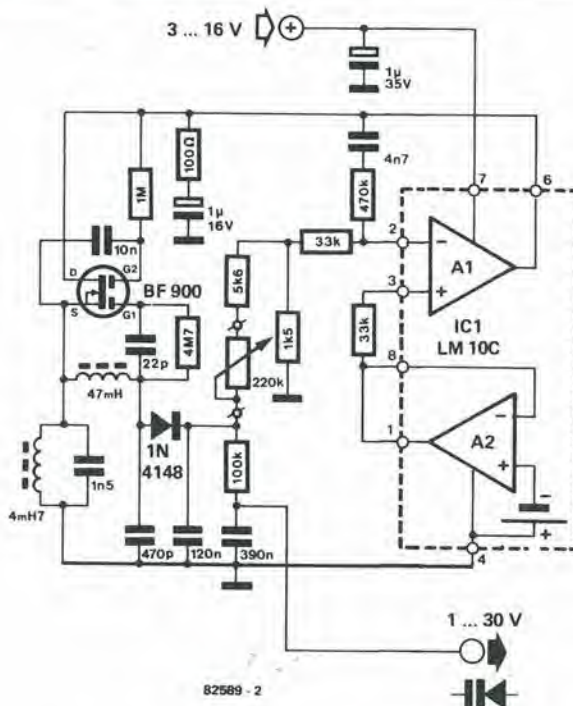 3 ... 16 V
+
1µ
35V
100Ω
1M
4n7
7
6
1µ
16V
470k
10n
33k
2
−
A1
D
G2
BF 900
5k6
3
+
S
G1
1k5
33k
IC1
LM 10C
4M7
8
22p
220k
−
47mH
1
A2
1N
4148
+
100k
−
1n5
4mH7
+
470p
120n
390n
4
1 ... 30 V
82589 - 2